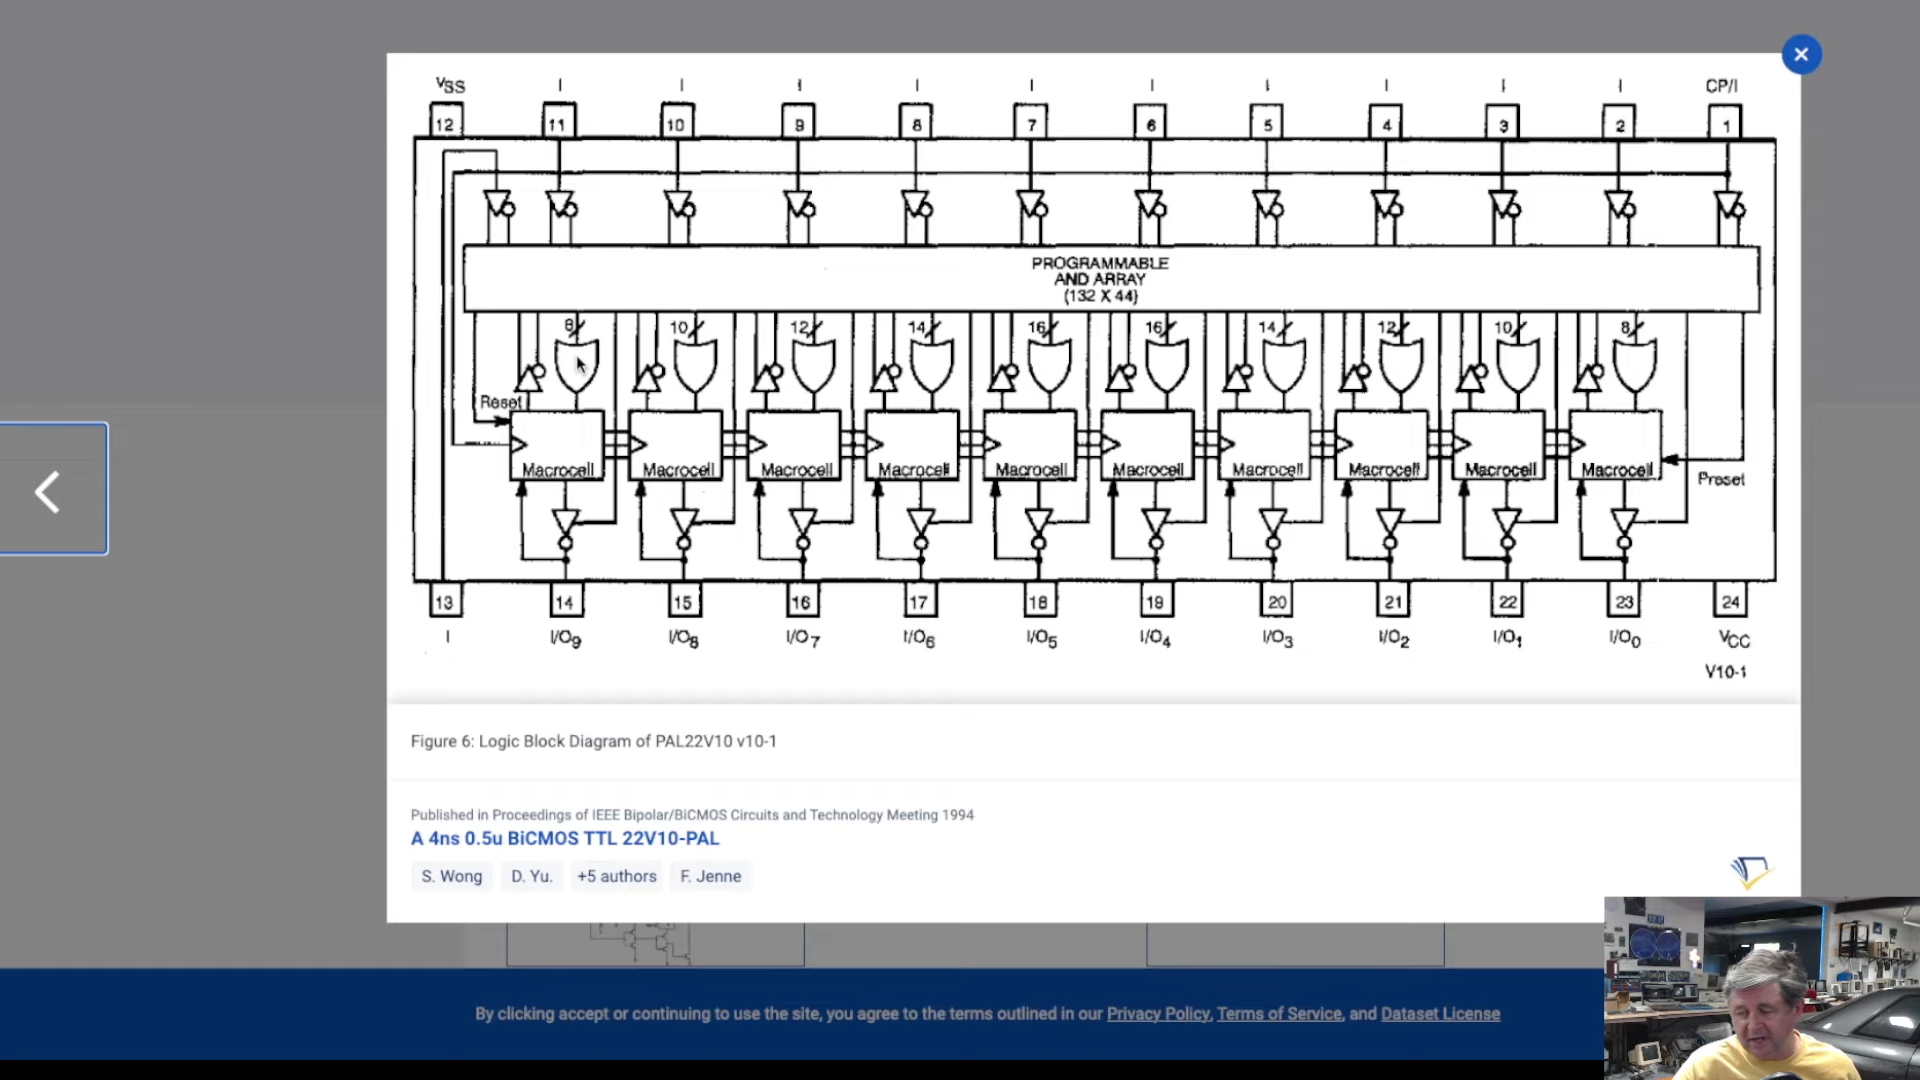 VSS I I I I I I I I I CP/I
12 11 10 9 8 7 6 5 4 3 2 1
PROGRAMMABLE
AND ARRAY
(132 X 44)
8 10 12 14 16 16 14 12 10 8
Reset
Macrocell Macrocell Macrocell Macrocell Macrocell Macrocell Macrocell Macrocell Macrocell Macrocell
Preset
13 14 15 16 17 18 19 20 21 22 23 24
I I/O9 I/O8 I/O7 I/O6 I/O5 I/O4 I/O3 I/O2 I/O1 I/O0 VCC
V10-1
Figure 6: Logic Block Diagram of PAL22V10 v10-1
Published in Proceedings of IEEE Bipolar/BiCMOS Circuits and Technology Meeting 1994
A 4ns 0.5u BiCMOS TTL 22V10-PAL
S. Wong D. Yu. +5 authors F. Jenne
By clicking accept or continuing to use the site, you agree to the terms outlined in our Privacy Policy, Terms of Service, and Dataset License